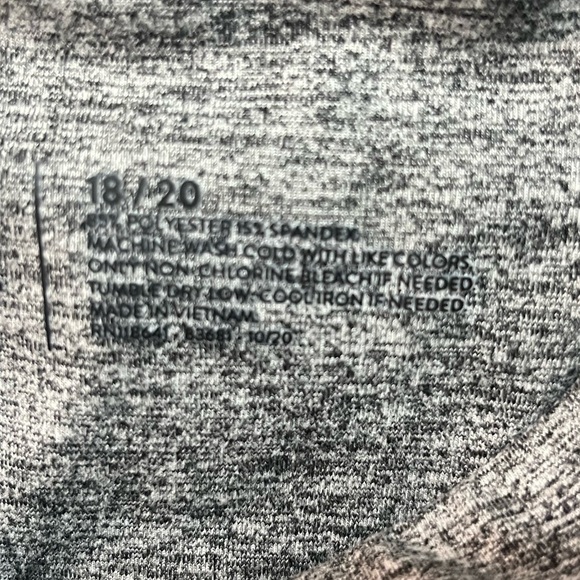 18 / 20
85% POLYESTER 15% SPANDEX
MACHINE WASH COLD WITH LIKE COLORS.
ONLY NON-CHLORINE BLEACH IF NEEDED.
TUMBLE DRY LOW. COOL IRON IF NEEDED.
MADE IN VIETNAM
10/20